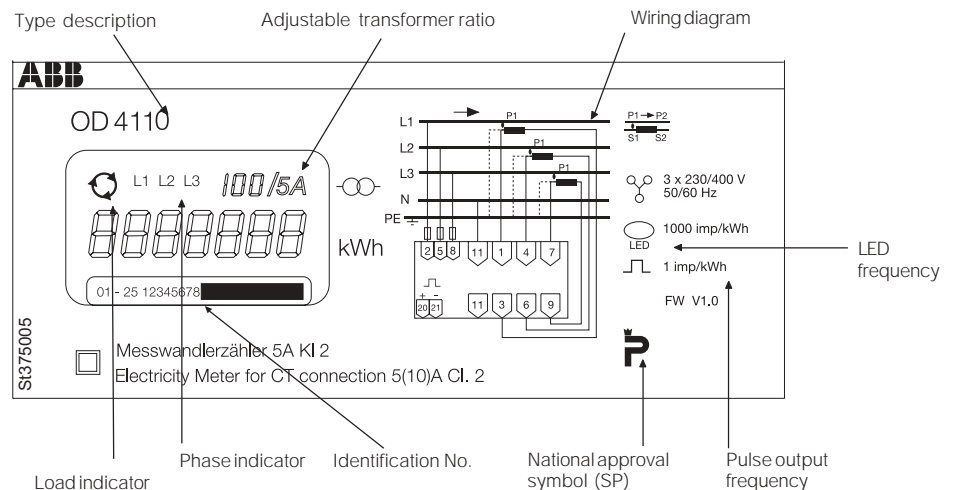 Type description
Adjustable transformer ratio
Wiring diagram
ABB
OD 4110
L1 L2 L3 100/5A
8888888
kWh
01 - 25 12345678
St375005
Messwandlerzähler 5A Kl 2
Electricity Meter for CT connection 5(10)A Cl. 2
L1
P1
L2
P1
L3
P1
N
PE
2 5 8 11 1 4 7
+ -
20 21 11 3 6 9
P1 P2
S1 S2
3 x 230/400 V
50/60 Hz
1000 imp/kWh
LED
1 imp/kWh
FW V1.0
P
LED
frequency
Load indicator
Phase indicator
Identification No.
National approval
symbol (SP)
Pulse output
frequency